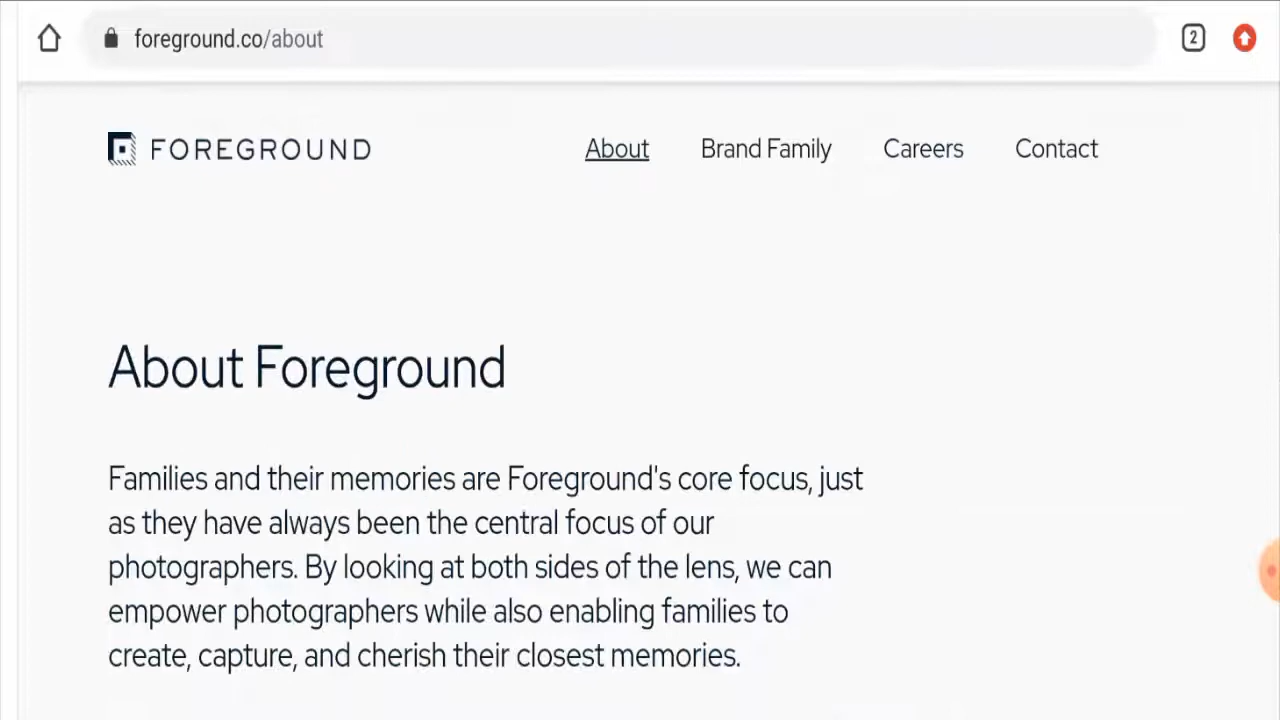 foreground.co/about
2
FOREGROUND
About
Brand Family
Careers
Contact
About Foreground
Families and their memories are Foreground's core focus, just
as they have always been the central focus of our
photographers. By looking at both sides of the lens, we can
empower photographers while also enabling families to
create, capture, and cherish their closest memories.